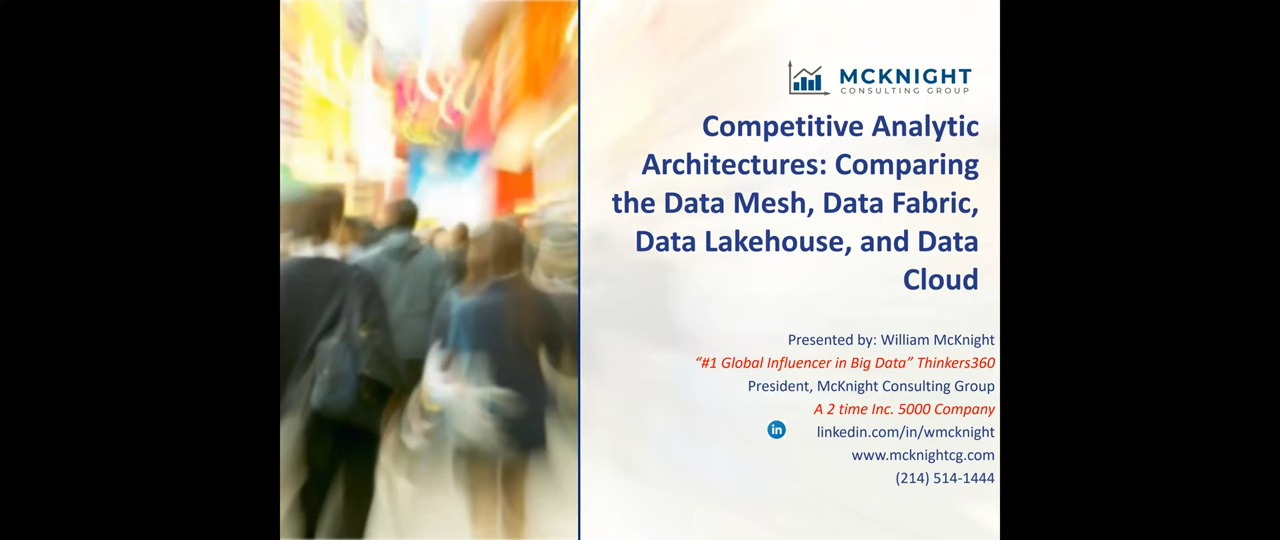 MCKNIGHT
CONSULTING GROUP
Competitive Analytic
Architectures: Comparing
the Data Mesh, Data Fabric,
Data Lakehouse, and Data
Cloud
Presented by: William McKnight
“#1 Global Influencer in Big Data” Thinkers360
President, McKnight Consulting Group
A 2 time Inc. 5000 Company
in linkedin.com/in/wmcknight
www.mcknightcg.com
(214) 514-1444